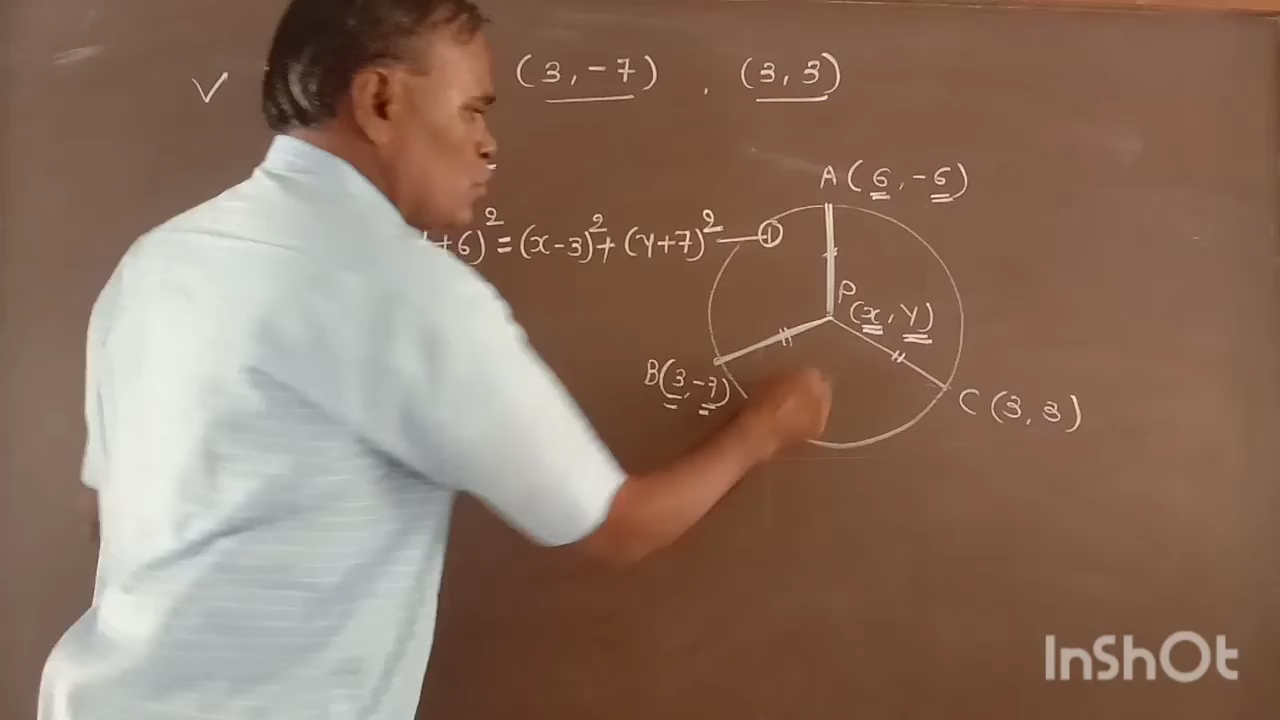 ✓ (3, -7) , (3, 3)
A (6, -6)
+6)² = (x-3)² + (y+7)² — ①
P (x, y)
B (3, -7)
C (3, 3)
InShOt